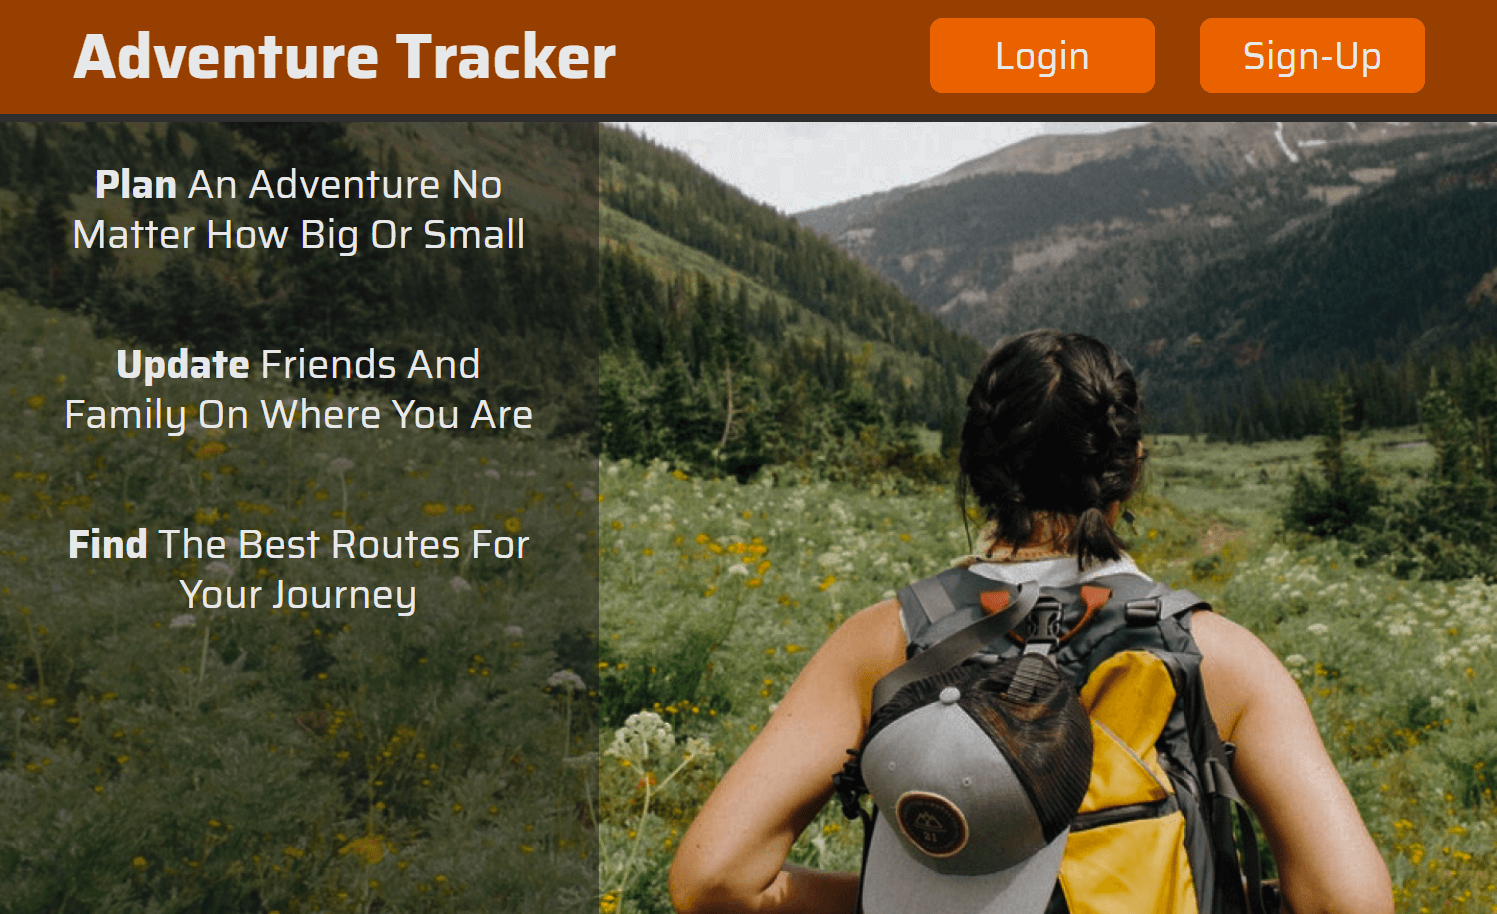 Adventure Tracker
Login
Sign-Up
Plan An Adventure No
Matter How Big Or Small
Update Friends And
Family On Where You Are
Find The Best Routes For
Your Journey
21